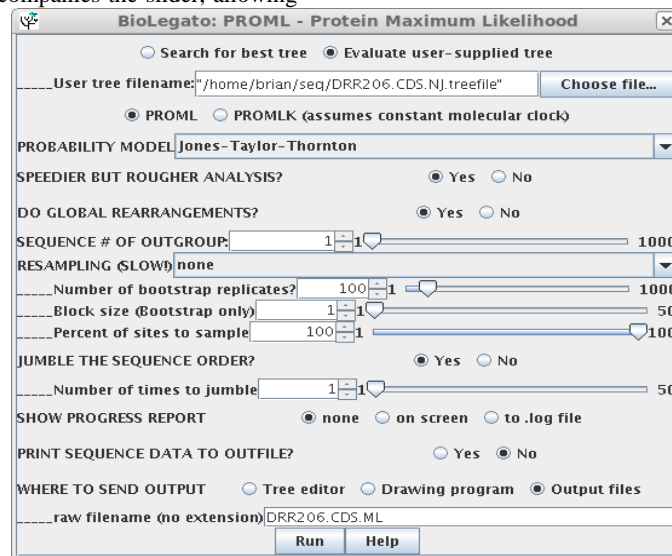 companies the slider, allowing
BioLegato: PROML - Protein Maximum Likelihood
Search for best tree Evaluate user-supplied tree
_____User tree filename: "/home/brian/seq/DRR206.CDS.NJ.treefile" Choose file...
PROML PROMLK (assumes constant molecular clock)
PROBABILITY MODEL Jones-Taylor-Thornton
SPEEDIER BUT ROUGHER ANALYSIS? Yes No
DO GLOBAL REARRANGEMENTS? Yes No
SEQUENCE # OF OUTGROUP: 1 1 1000
RESAMPLING (SLOW!) none
_____Number of bootstrap replicates? 100 1 1000
_____Block size (Bootstrap only) 1 1 50
_____Percent of sites to sample 100 1 100
JUMBLE THE SEQUENCE ORDER? Yes No
_____Number of times to jumble 1 1 50
SHOW PROGRESS REPORT none on screen to .log file
PRINT SEQUENCE DATA TO OUTFILE? Yes No
WHERE TO SEND OUTPUT Tree editor Drawing program Output files
_____raw filename (no extension) DRR206.CDS.ML
Run Help